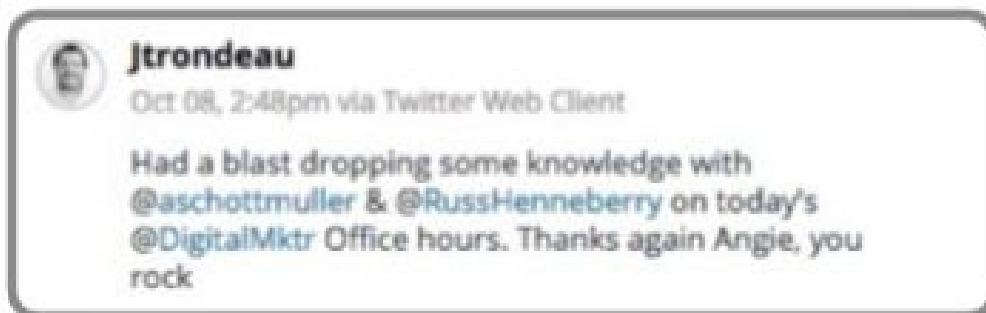 Jtrondeau
Oct 08, 2:48pm via Twitter Web Client
Had a blast dropping some knowledge with
@aschottmuller & @RussHenneberry on today's
@DigitalMktr Office hours. Thanks again Angie, you
rock